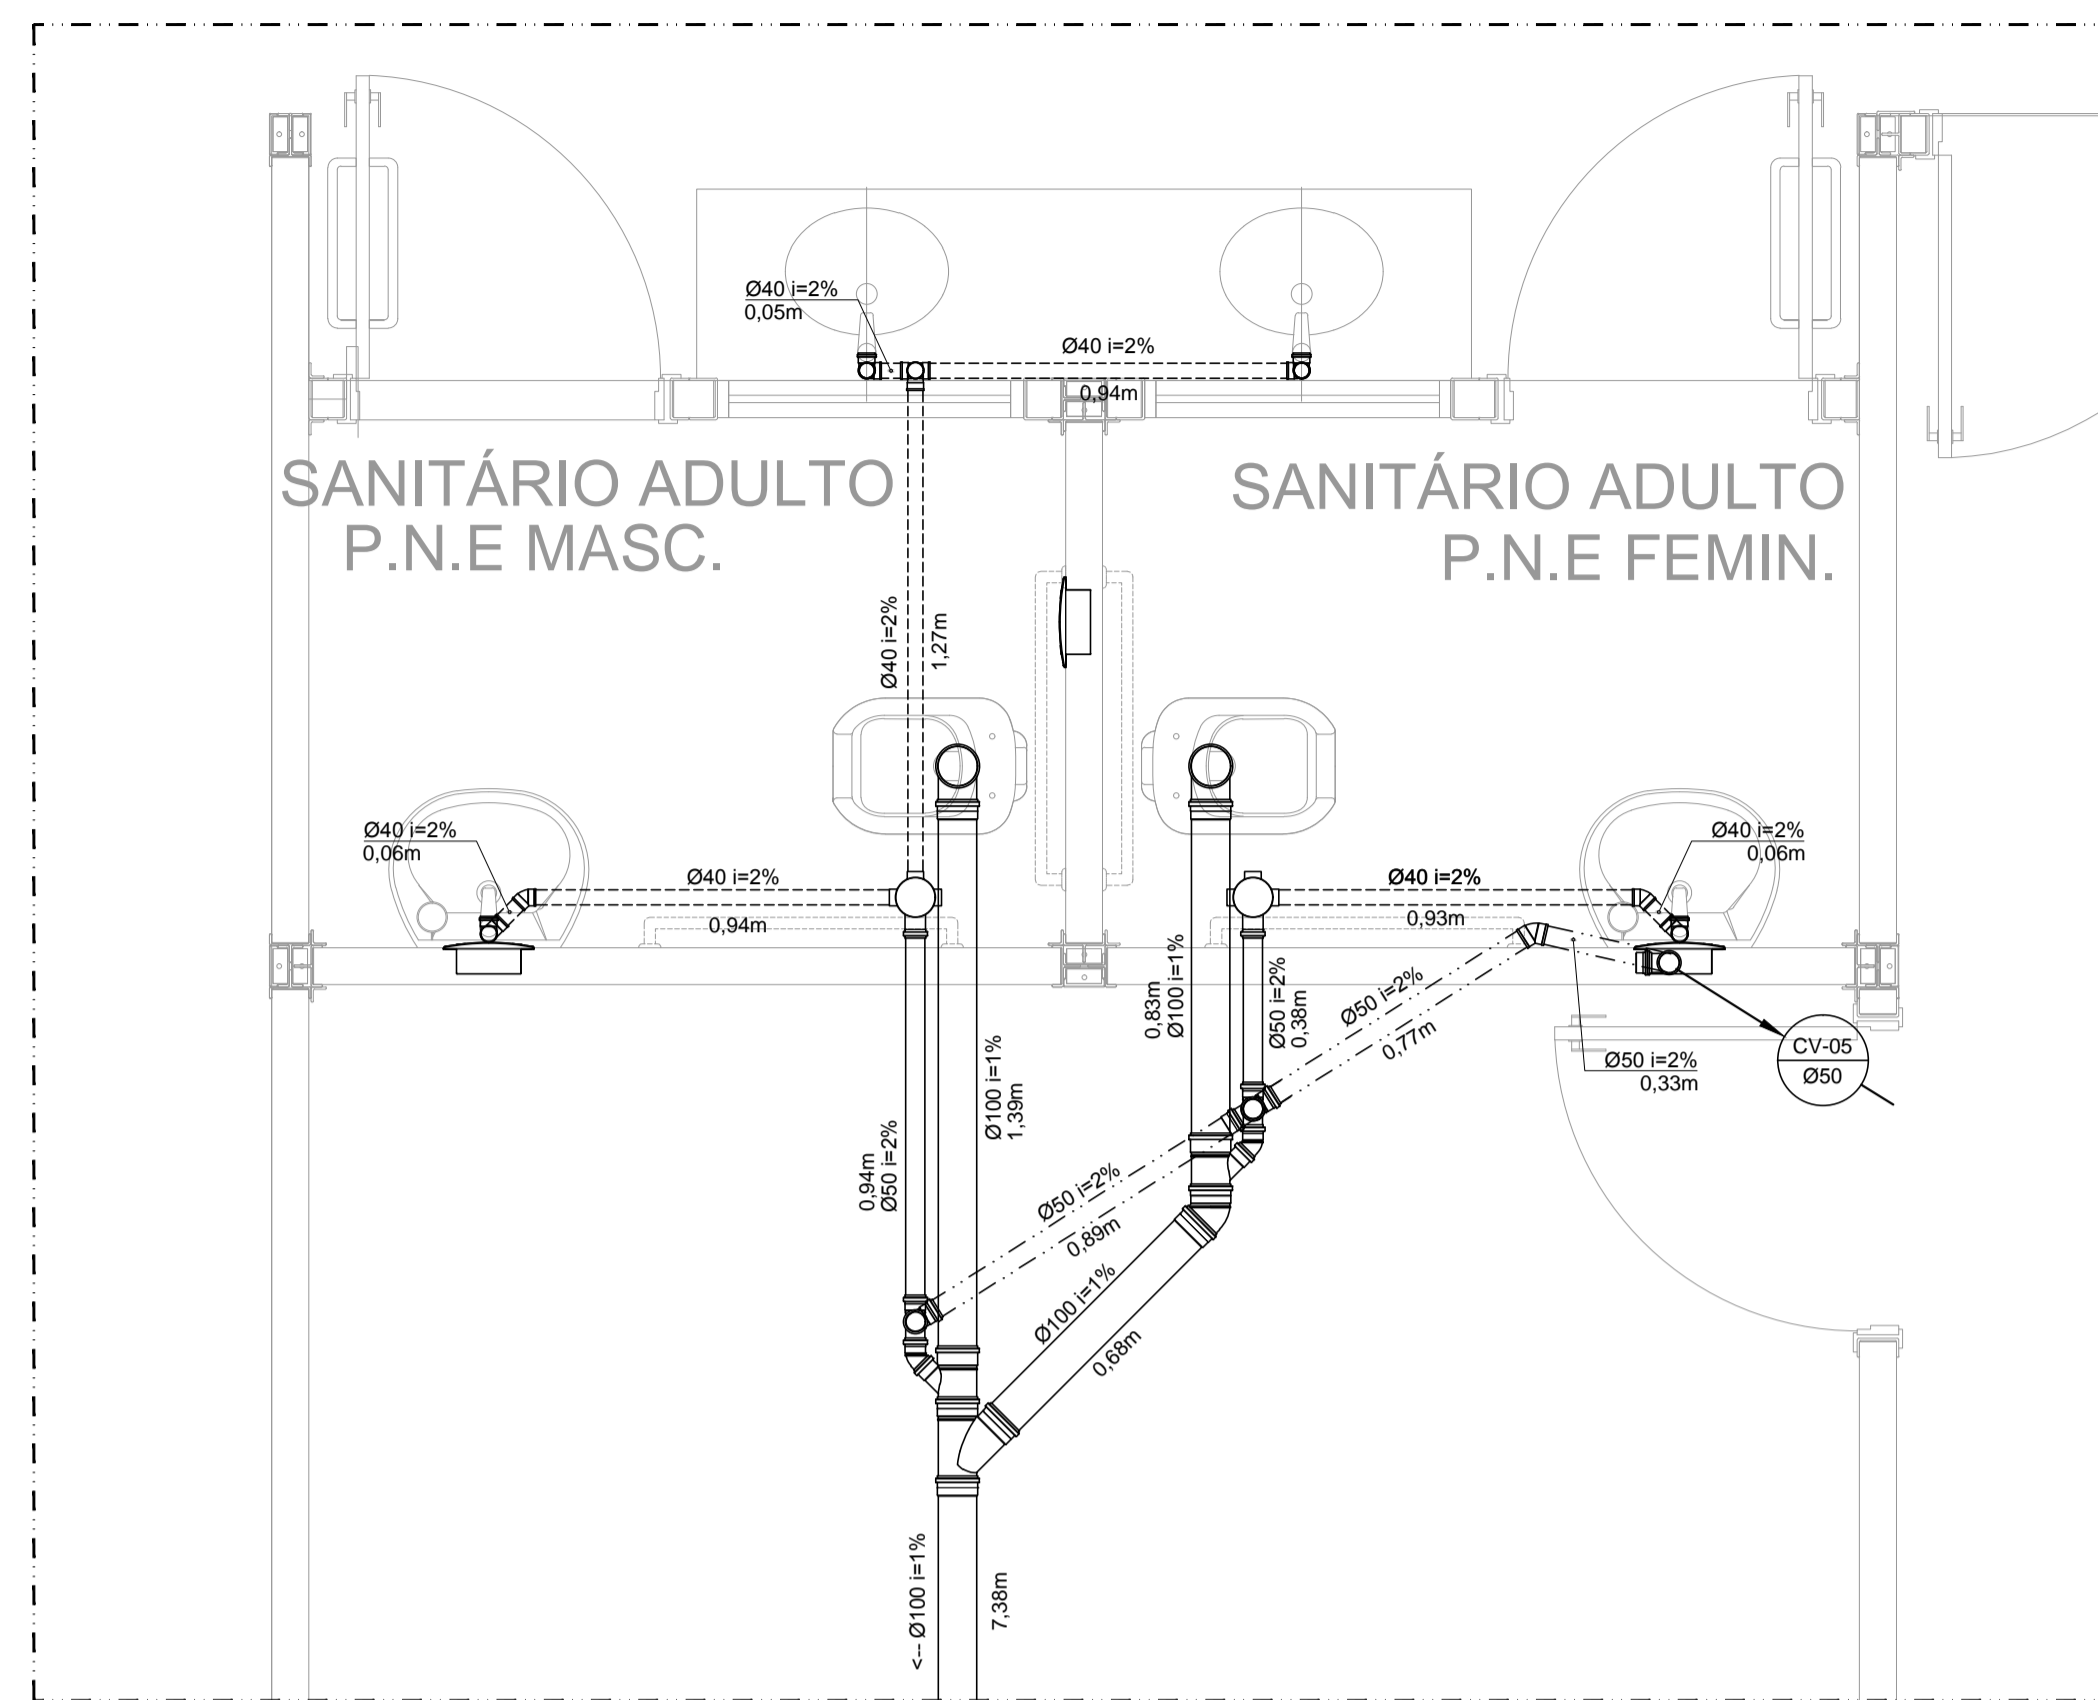 Ø40 i=2%
0,05m
Ø40 i=2%
0,94m
SANITÁRIO ADULTO
P.N.E MASC.
SANITÁRIO ADULTO
P.N.E FEMIN.
Ø40 i=2%
1,27m
Ø40 i=2%
0,06m
Ø40 i=2%
0,94m
Ø40 i=2%
0,93m
Ø40 i=2%
0,06m
0,83m
Ø100 i=1%
Ø50 i=2%
0,38m
Ø50 i=2%
0,77m
Ø50 i=2%
0,33m
CV-05
Ø50
Ø100 i=1%
1,39m
0,94m
Ø50 i=2%
Ø50 i=2%
0,89m
Ø100 i=1%
0,68m
<-- Ø100 i=1%
7,38m